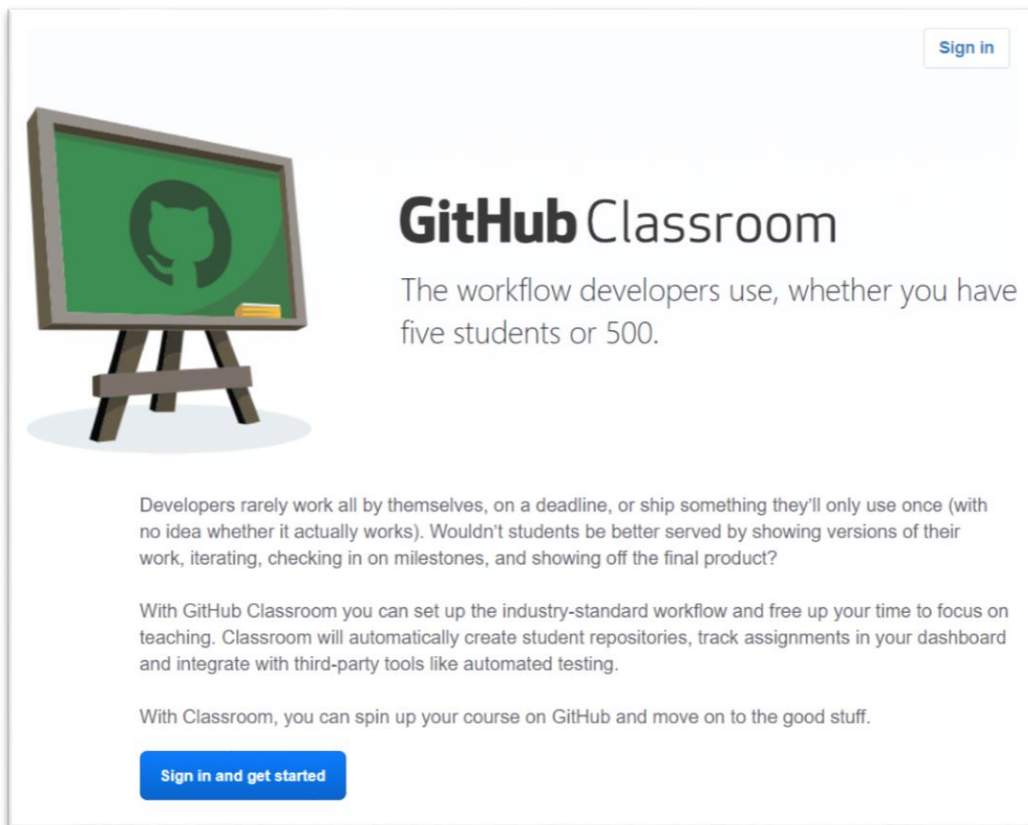 Sign in
GitHub Classroom
The workflow developers use, whether you have
five students or 500.
Developers rarely work all by themselves, on a deadline, or ship something they’ll only use once (with
no idea whether it actually works). Wouldn’t students be better served by showing versions of their
work, iterating, checking in on milestones, and showing off the final product?
With GitHub Classroom you can set up the industry-standard workflow and free up your time to focus on
teaching. Classroom will automatically create student repositories, track assignments in your dashboard
and integrate with third-party tools like automated testing.
With Classroom, you can spin up your course on GitHub and move on to the good stuff.
Sign in and get started